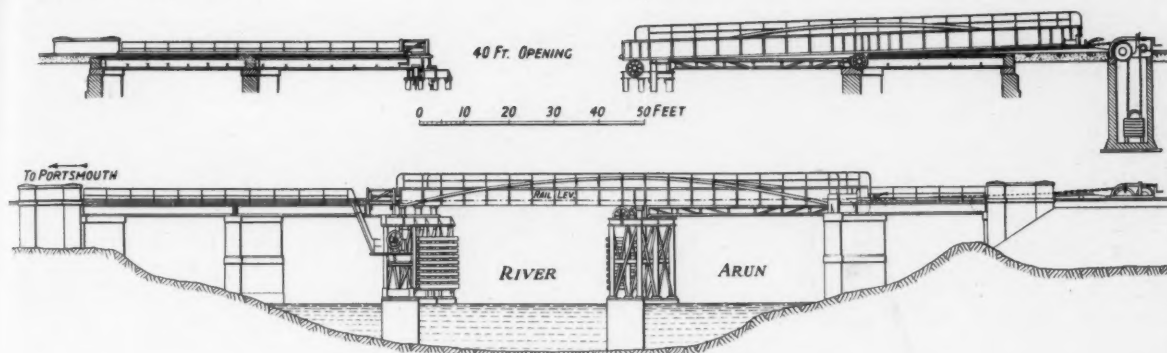 40 FT. OPENING
0 10 20 30 40 50 FEET
TO PORTSMOUTH
RAIL LEV.
RIVER ARUN